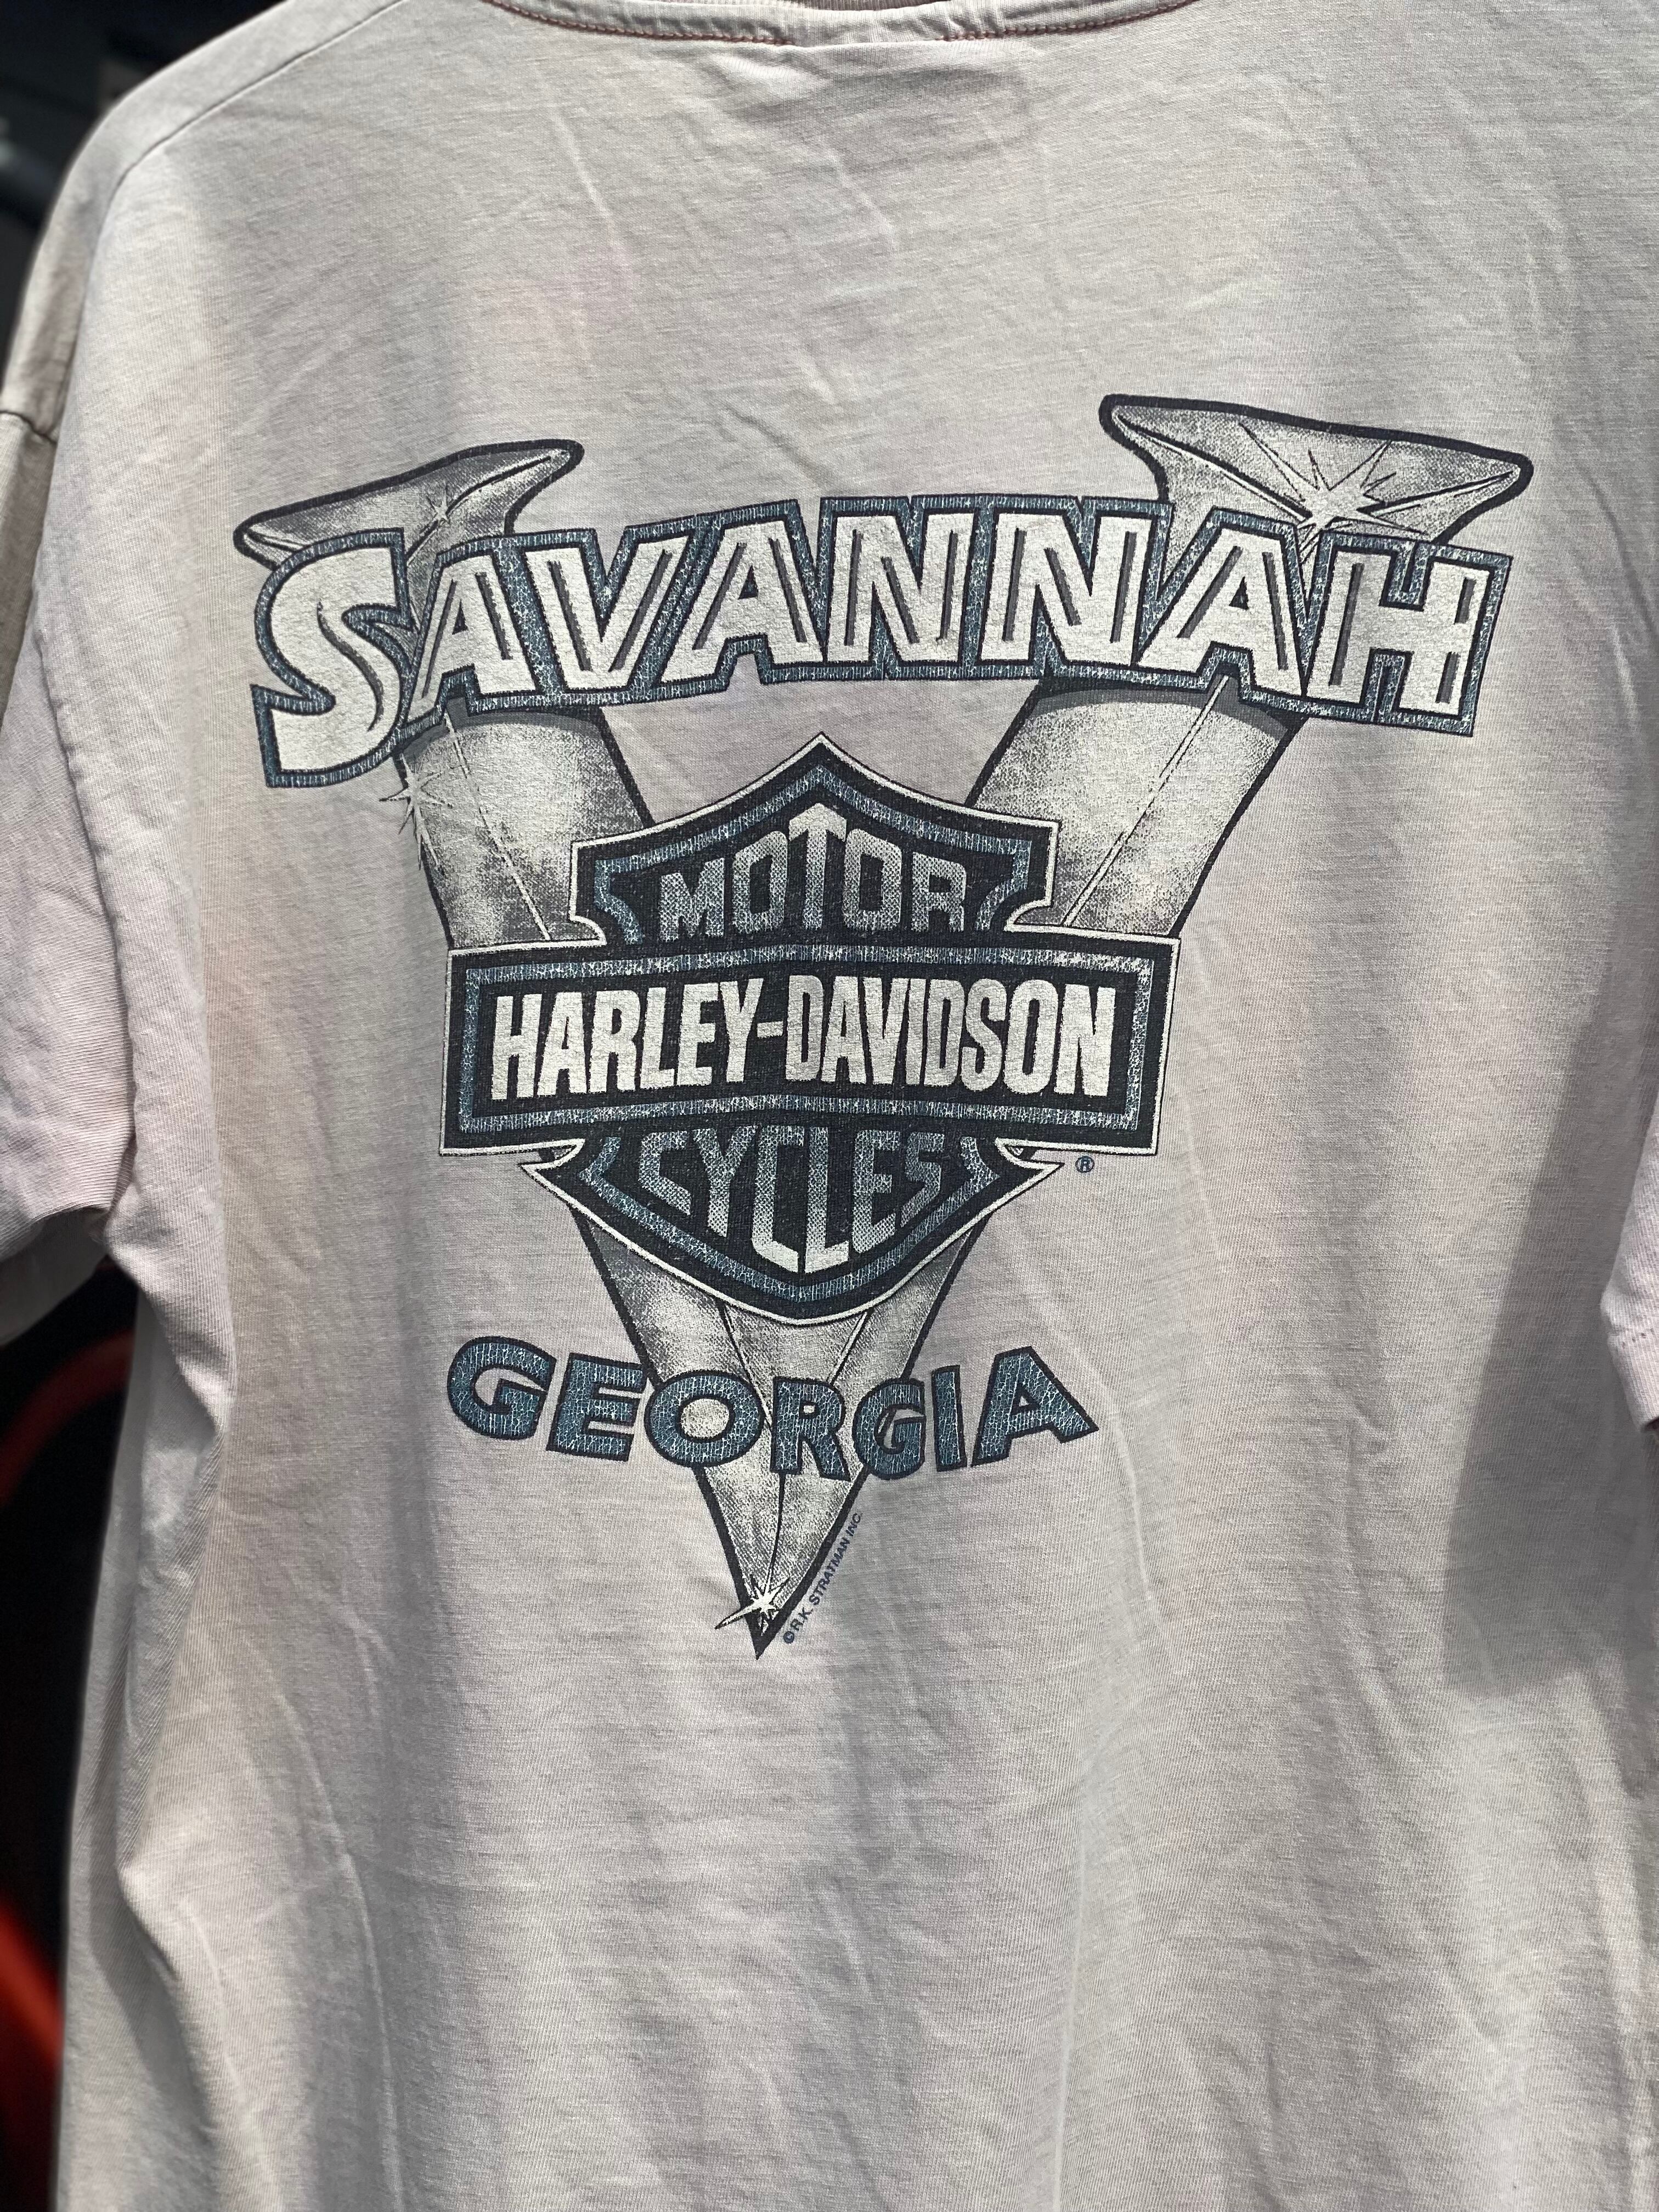 SAVANNAH
MOTOR
HARLEY-DAVIDSON
CYCLES
®
GEORGIA
© R.K. STRATMAN INC.